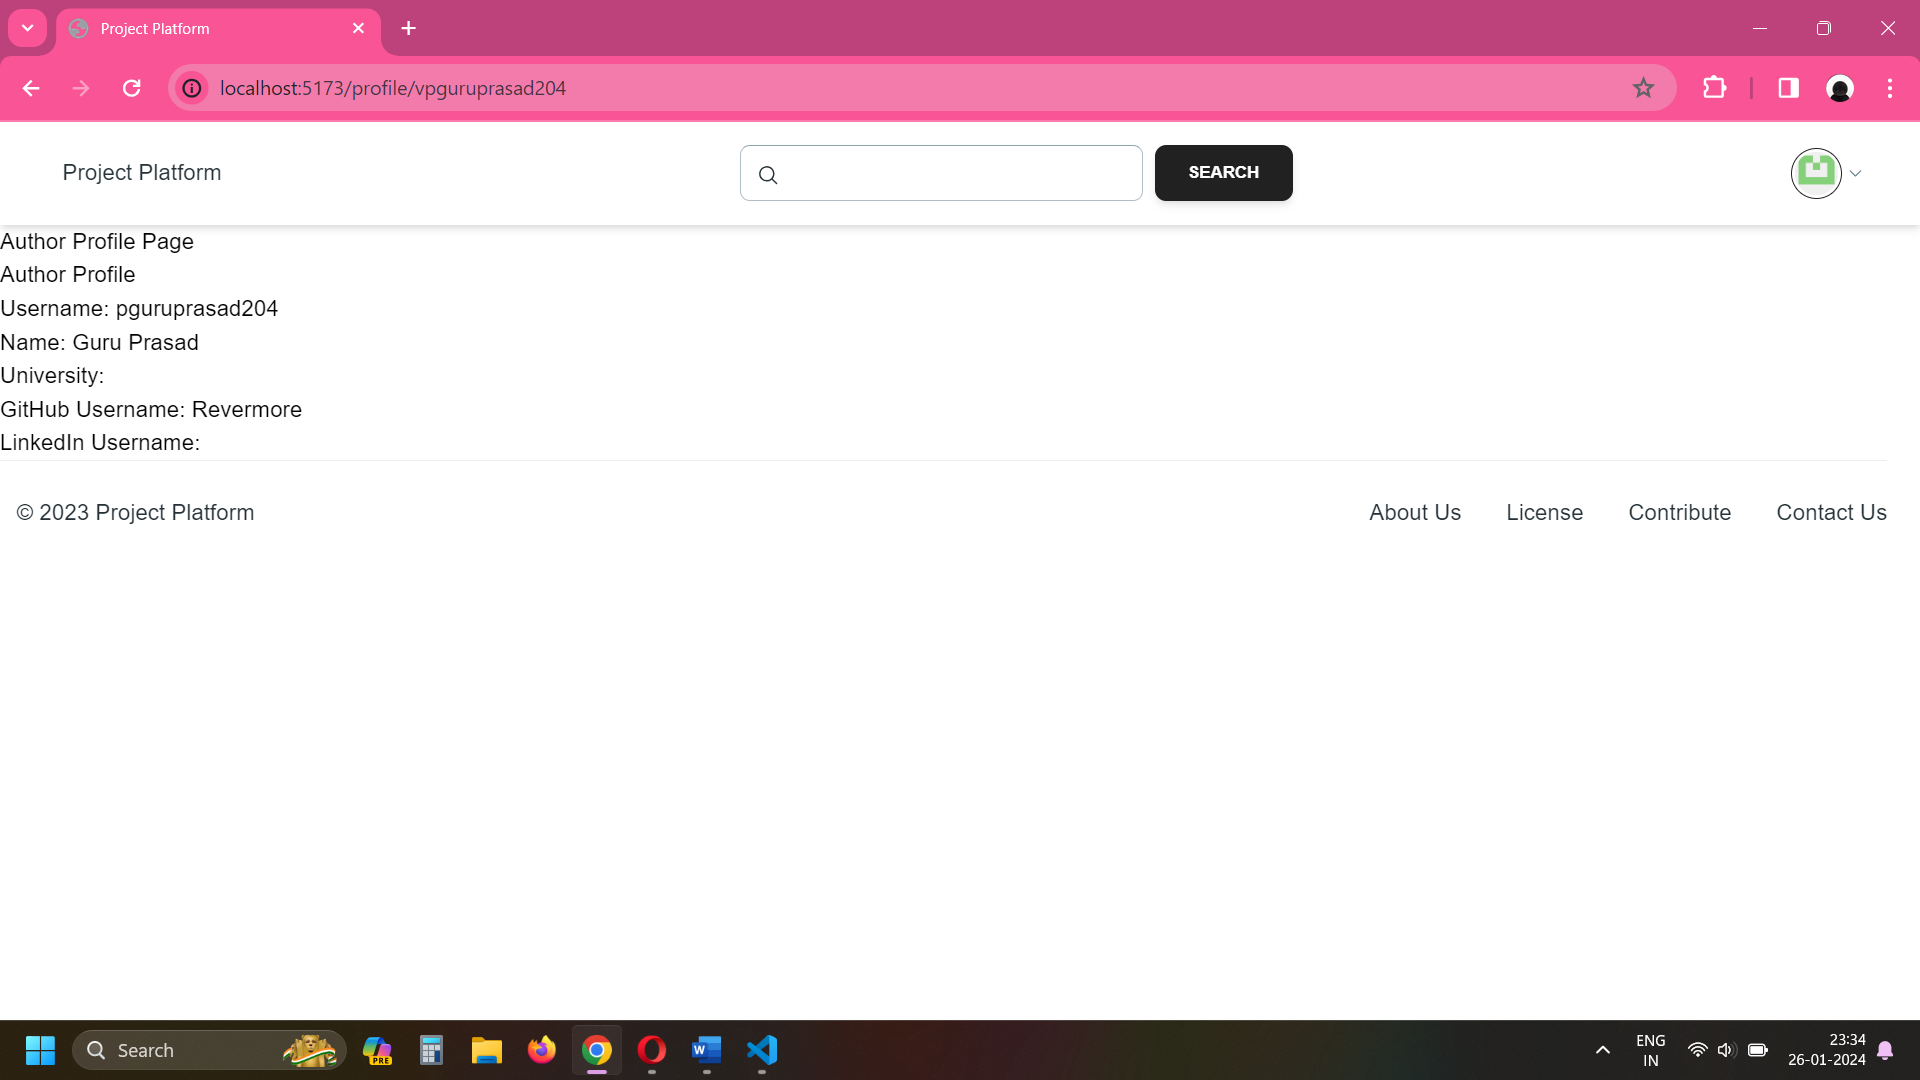 Project Platform
localhost:5173/profile/vpguruprasad204
Project Platform
SEARCH
Author Profile Page
Author Profile
Username: pguruprasad204
Name: Guru Prasad
University:
GitHub Username: Revermore
LinkedIn Username:
© 2023 Project Platform About Us License Contribute Contact Us
Search
PRE
W
ENG
IN
23:34
26-01-2024